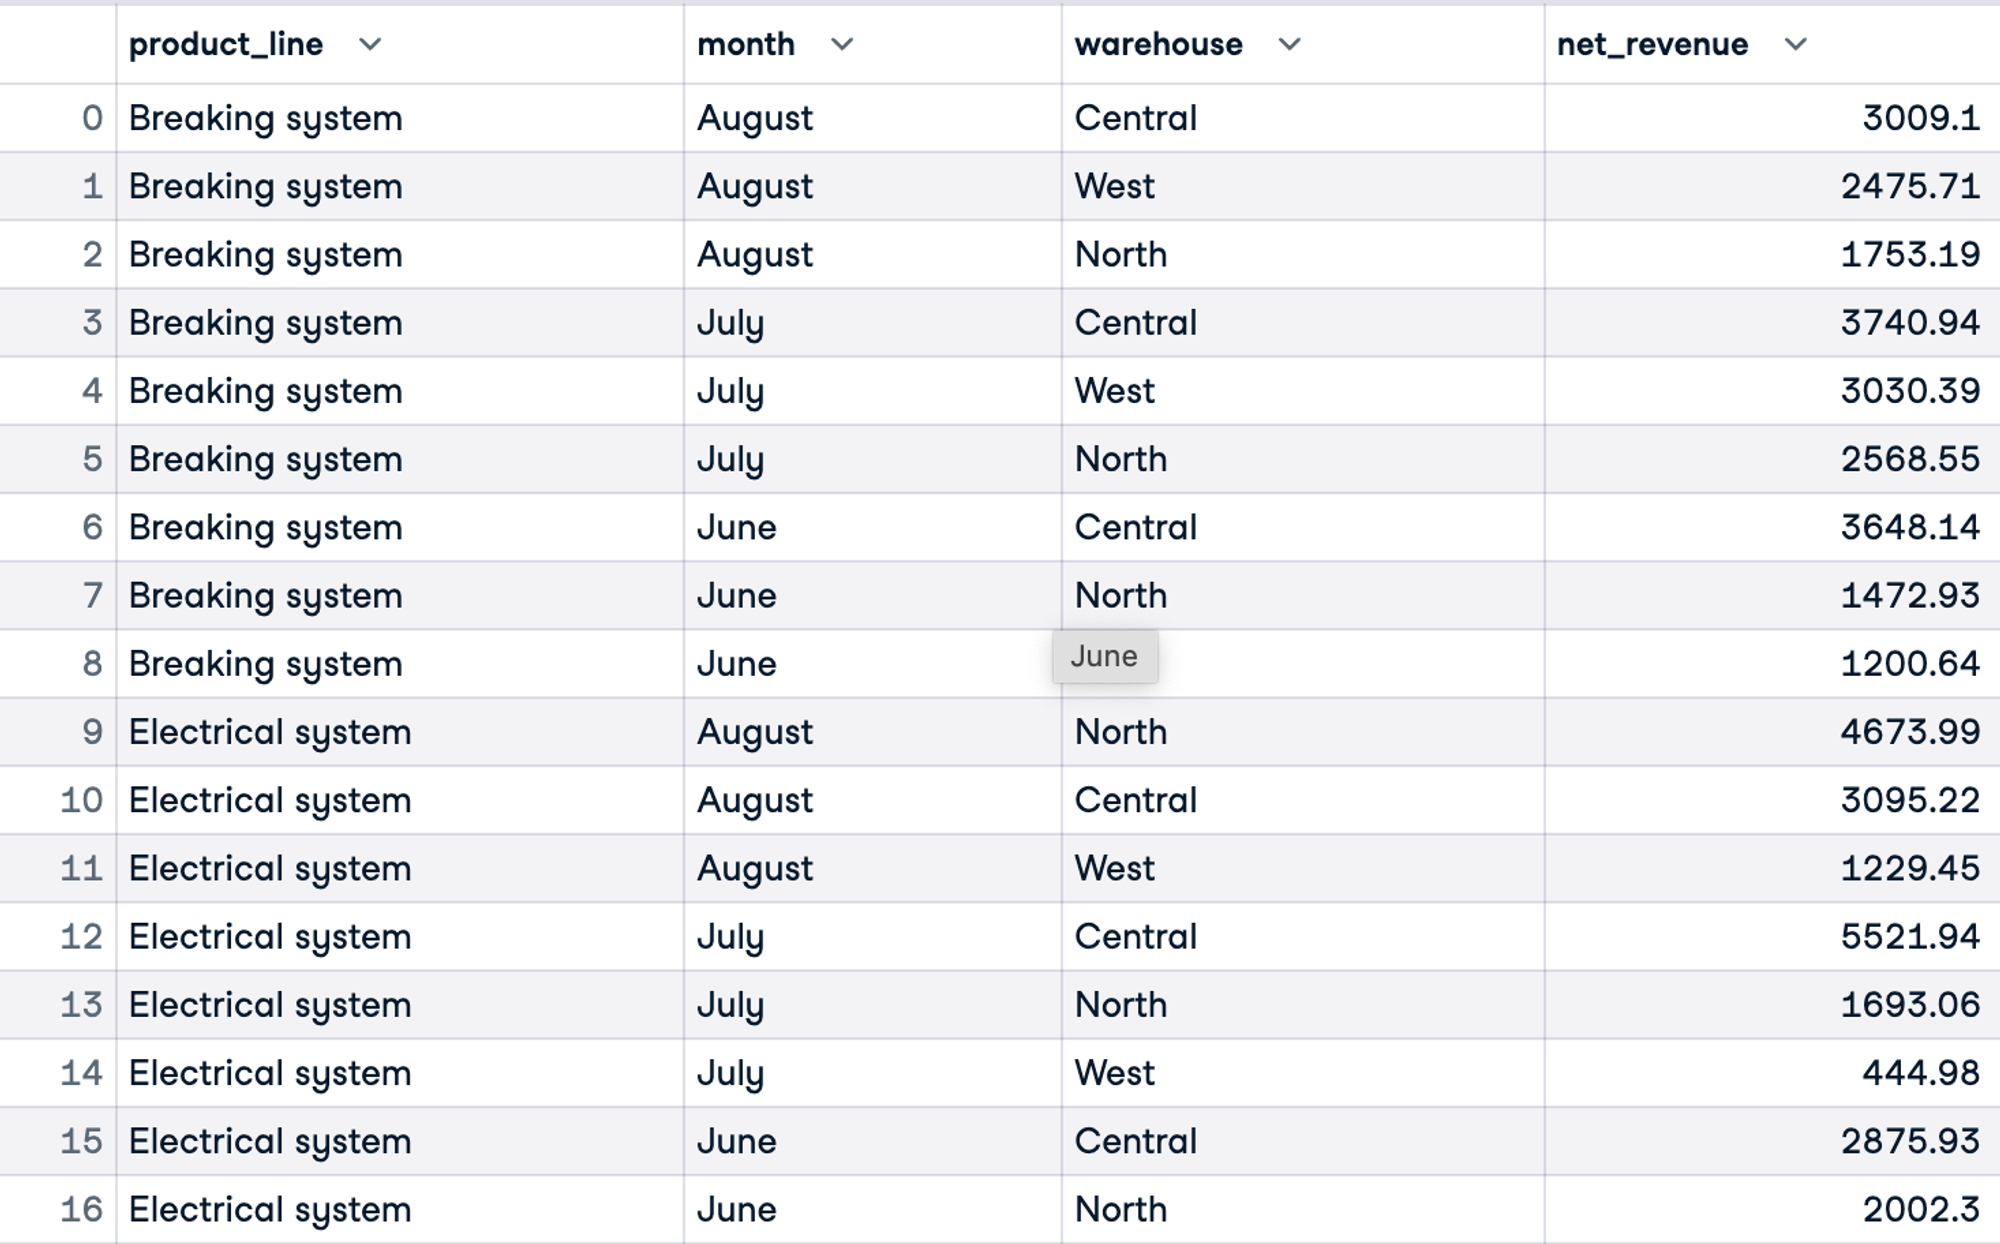 product_line month warehouse net_revenue
0 Breaking system August Central 3009.1
1 Breaking system August West 2475.71
2 Breaking system August North 1753.19
3 Breaking system July Central 3740.94
4 Breaking system July West 3030.39
5 Breaking system July North 2568.55
6 Breaking system June Central 3648.14
7 Breaking system June North 1472.93
8 Breaking system June June 1200.64
9 Electrical system August North 4673.99
10 Electrical system August Central 3095.22
11 Electrical system August West 1229.45
12 Electrical system July Central 5521.94
13 Electrical system July North 1693.06
14 Electrical system July West 444.98
15 Electrical system June Central 2875.93
16 Electrical system June North 2002.3